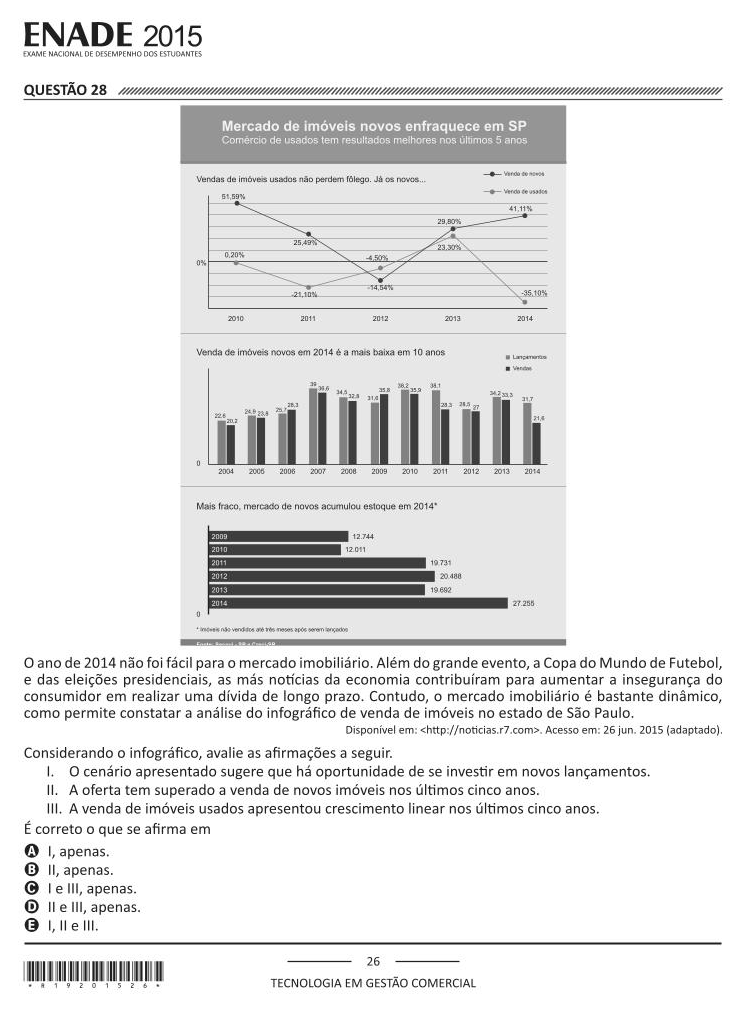 ENADE 2015
EXAME NACIONAL DE DESEMPENHO DOS ESTUDANTES
QUESTÃO 28
Mercado de imóveis novos enfraquece em SP
Comércio de usados tem resultados melhores nos últimos 5 anos
Vendas de imóveis usados não perdem fôlego. Já os novos...
Venda de novos
Venda de usados
51,59%
41,11%
29,80%
25,49%
23,30%
0,20%
-4,50%
0%
-14,54%
-21,10%
-35,10%
2010 2011 2012 2013 2014
Venda de imóveis novos em 2014 é a mais baixa em 10 anos
Lançamentos
Vendas
22,6 20,2 24,9 23,8 25,7 28,3 39 36,6 34,5 32,8 31,6 35,8 38,2 35,9 38,1 28,3 28,5 27 34,2 33,3 31,7 21,6
0
2004 2005 2006 2007 2008 2009 2010 2011 2012 2013 2014
Mais fraco, mercado de novos acumulou estoque em 2014*
2009 12.744
2010 12.011
2011 19.731
2012 20.488
2013 19.692
2014 27.255
0
* Imóveis não vendidos até três meses após serem lançados
O ano de 2014 não foi fácil para o mercado imobiliário. Além do grande evento, a Copa do Mundo de Futebol,
e das eleições presidenciais, as más notícias da economia contribuíram para aumentar a insegurança do
consumidor em realizar uma dívida de longo prazo. Contudo, o mercado imobiliário é bastante dinâmico,
como permite constatar a análise do infográfico de venda de imóveis no estado de São Paulo.
Disponível em: <http://noticias.r7.com>. Acesso em: 26 jun. 2015 (adaptado).
Considerando o infográfico, avalie as afirmações a seguir.
I. O cenário apresentado sugere que há oportunidade de se investir em novos lançamentos.
II. A oferta tem superado a venda de novos imóveis nos últimos cinco anos.
III. A venda de imóveis usados apresentou crescimento linear nos últimos cinco anos.
É correto o que se afirma em
A I, apenas.
B II, apenas.
C I e III, apenas.
D II e III, apenas.
E I, II e III.
26
TECNOLOGIA EM GESTÃO COMERCIAL
* 8 1 9 2 0 1 5 2 6 *